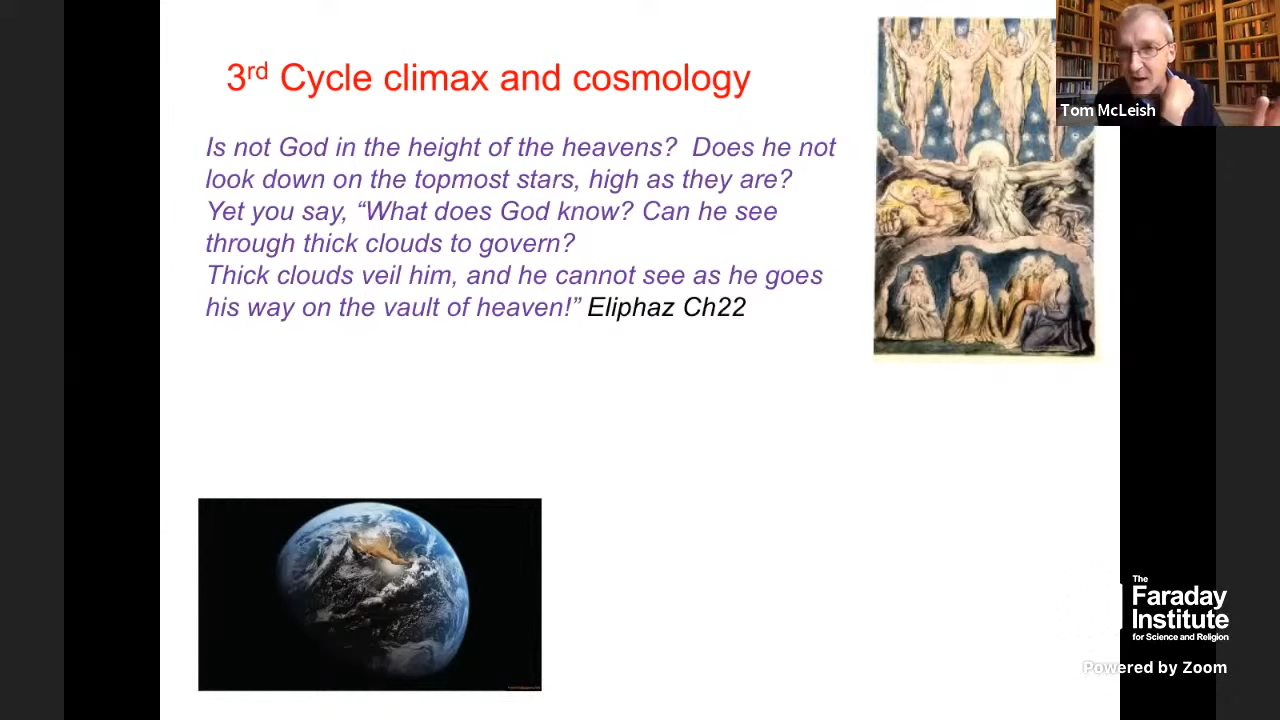 3rd Cycle climax and cosmology
Is not God in the height of the heavens? Does he not
look down on the topmost stars, high as they are?
Yet you say, “What does God know? Can he see
through thick clouds to govern?
Thick clouds veil him, and he cannot see as he goes
his way on the vault of heaven!” Eliphaz Ch22
Tom McLeish
The
Faraday
Institute
for Science and Religion
Powered by Zoom